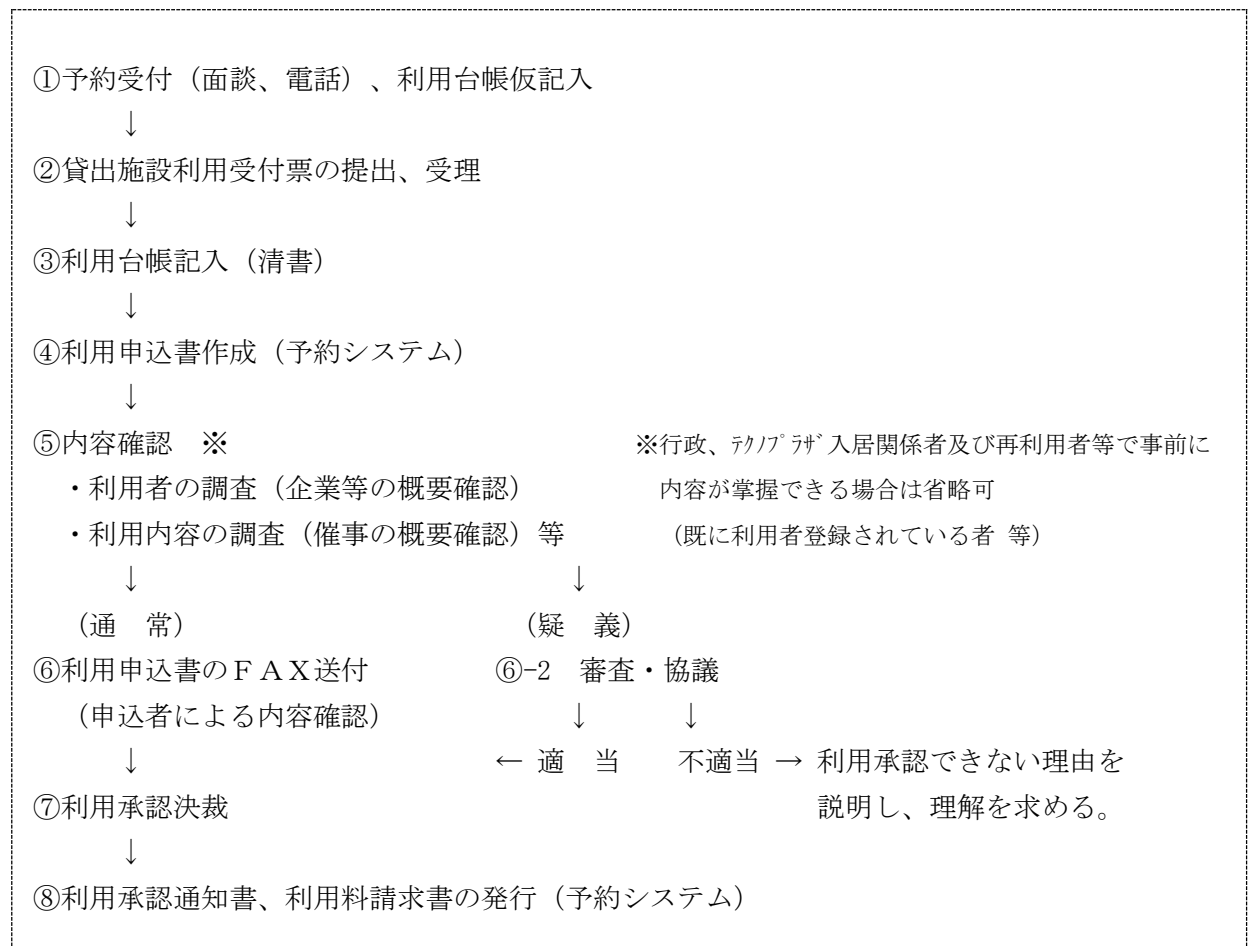 ①予約受付（面談、電話）、利用台帳仮記入
↓
②貸出施設利用受付票の提出、受理
↓
③利用台帳記入（清書）
↓
④利用申込書作成（予約システム）
↓
⑤内容確認　※　※行政、ﾃｸﾉﾌﾟﾗｻﾞ入居関係者及び再利用者等で事前に
・利用者の調査（企業等の概要確認）　内容が掌握できる場合は省略可
・利用内容の調査（催事の概要確認）等　（既に利用者登録されている者 等）
↓　↓
（通　常）　（疑　義）
⑥利用申込書のＦＡＸ送付　⑥-2　審査・協議
（申込者による内容確認）　↓　↓
↓　← 適　当　不適当 → 利用承認できない理由を
⑦利用承認決裁　説明し、理解を求める。
↓
⑧利用承認通知書、利用料請求書の発行（予約システム）